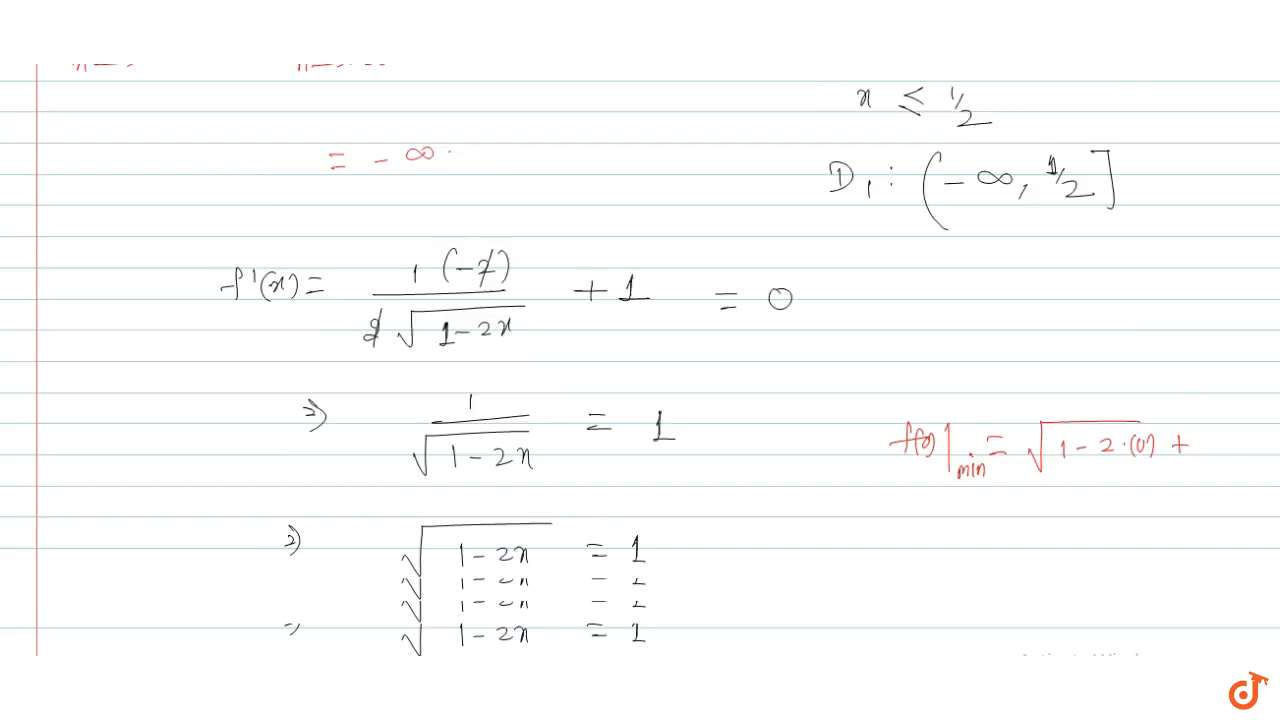 x ≤ 1/2
= - ∞
D₁ : (-∞, 1/2]
f'(x) = 1 (-2) / 2 √(1-2x) + 1 = 0
⇒ 1 / √(1-2x) = 1
f(x)|min = √(1-2·(0)) +
⇒ √(1-2x) = 1
√(1-2x) = 1